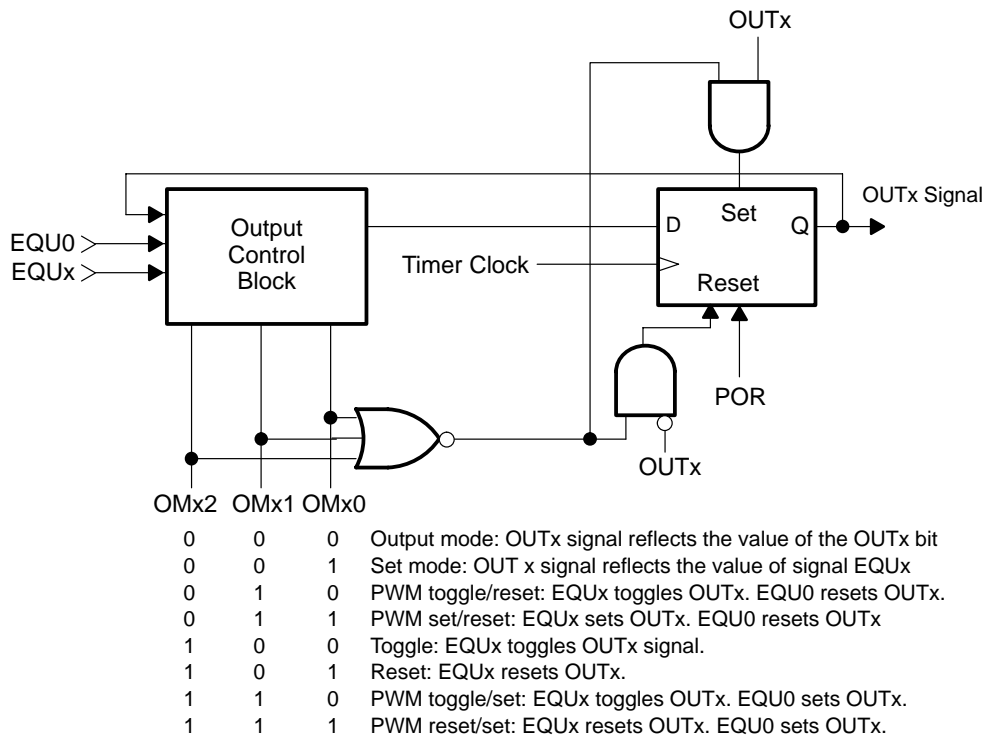 OUTx
OUTx Signal
Output
Control
Block
EQU0
EQUx
D
Set
Q
Timer Clock
Reset
POR
OUTx
OMx2 OMx1 OMx0
0 0 0 Output mode: OUTx signal reflects the value of the OUTx bit
0 0 1 Set mode: OUT x signal reflects the value of signal EQUx
0 1 0 PWM toggle/reset: EQUx toggles OUTx. EQU0 resets OUTx.
0 1 1 PWM set/reset: EQUx sets OUTx. EQU0 resets OUTx
1 0 0 Toggle: EQUx toggles OUTx signal.
1 0 1 Reset: EQUx resets OUTx.
1 1 0 PWM toggle/set: EQUx toggles OUTx. EQU0 sets OUTx.
1 1 1 PWM reset/set: EQUx resets OUTx. EQU0 sets OUTx.